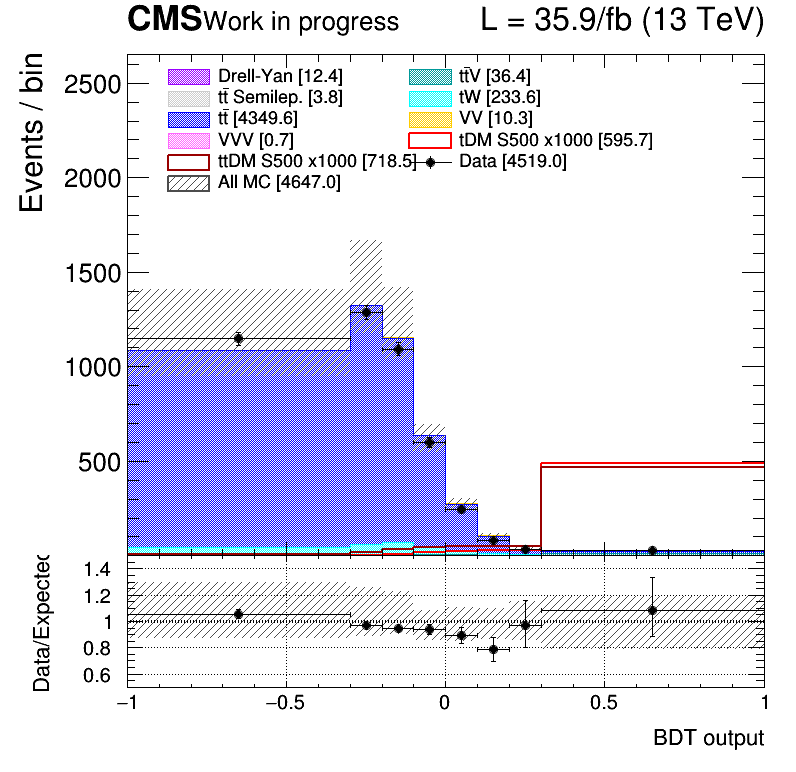 CMS Work in progress L = 35.9/fb (13 TeV)
Events / bin
2500
2000
1500
1000
500
Drell-Yan [12.4] tt̄V [36.4]
tt̄ Semilep. [3.8] tW [233.6]
tt̄ [4349.6] VV [10.3]
VVV [0.7] tDM S500 x1000 [595.7]
ttDM S500 x1000 [718.5] Data [4519.0]
All MC [4647.0]
Data/Expected
1.4
1.2
1
0.8
0.6
−1 −0.5 0 0.5 1
BDT output